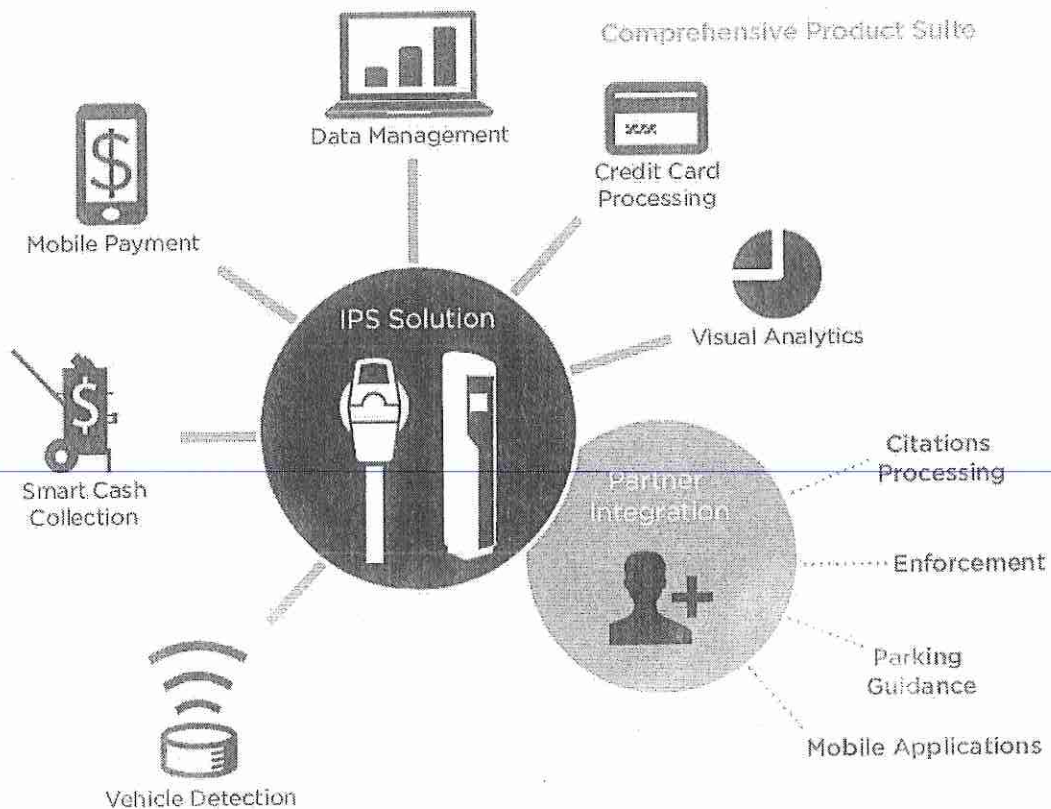 Comprehensive Product Suite
Data Management
Credit Card
Processing
Mobile Payment
IPS Solution
Visual Analytics
Smart Cash
Collection
Partner
Integration
Citations
Processing
Enforcement
Parking
Guidance
Mobile Applications
Vehicle Detection